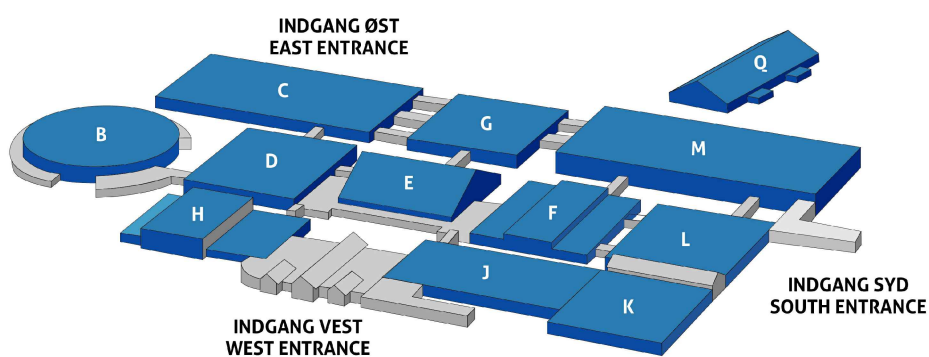 INDGANG ØST
EAST ENTRANCE
Q
C
B
G
M
D
E
H
F
L
J
K
INDGANG SYD
SOUTH ENTRANCE
INDGANG VEST
WEST ENTRANCE